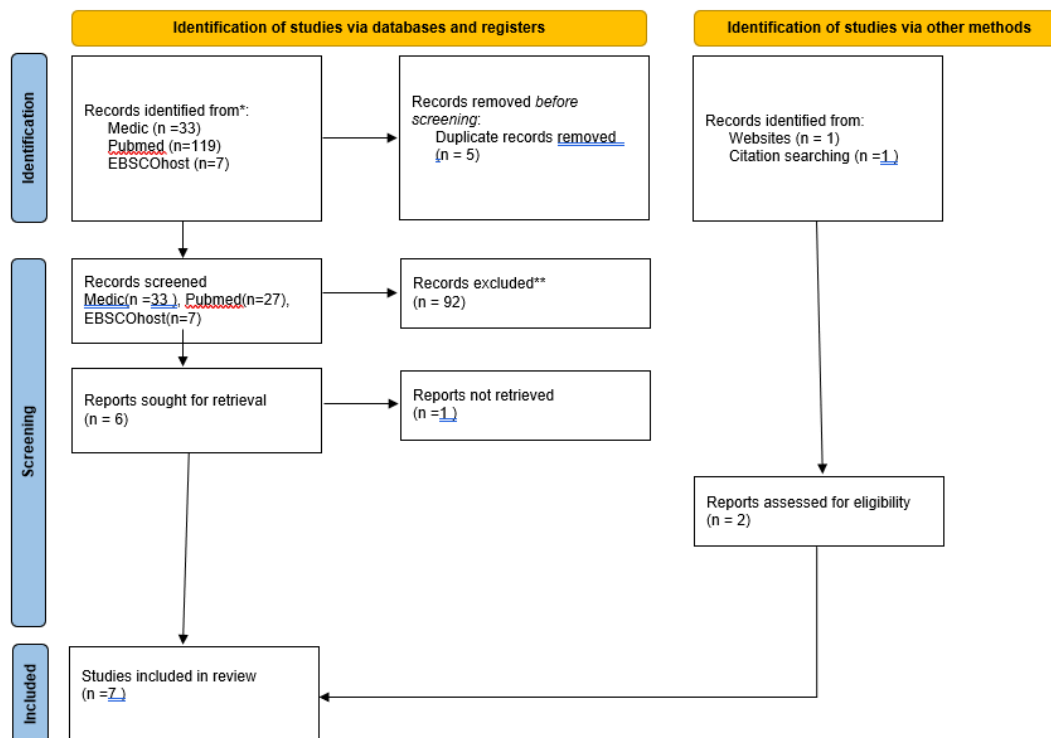 Identification of studies via databases and registers
Identification of studies via other methods
Identification
Records identified from*:
Medic (n =33)
Pubmed (n=119)
EBSCOhost (n=7)
Records removed before
screening:
Duplicate records removed
(n = 5)
Records identified from:
Websites (n = 1)
Citation searching (n =1 )
Screening
Records screened
Medic(n =33 ), Pubmed(n=27),
EBSCOhost(n=7)
Records excluded**
(n = 92)
Reports sought for retrieval
(n = 6)
Reports not retrieved
(n =1 )
Reports assessed for eligibility
(n = 2)
Included
Studies included in review
(n =7 )